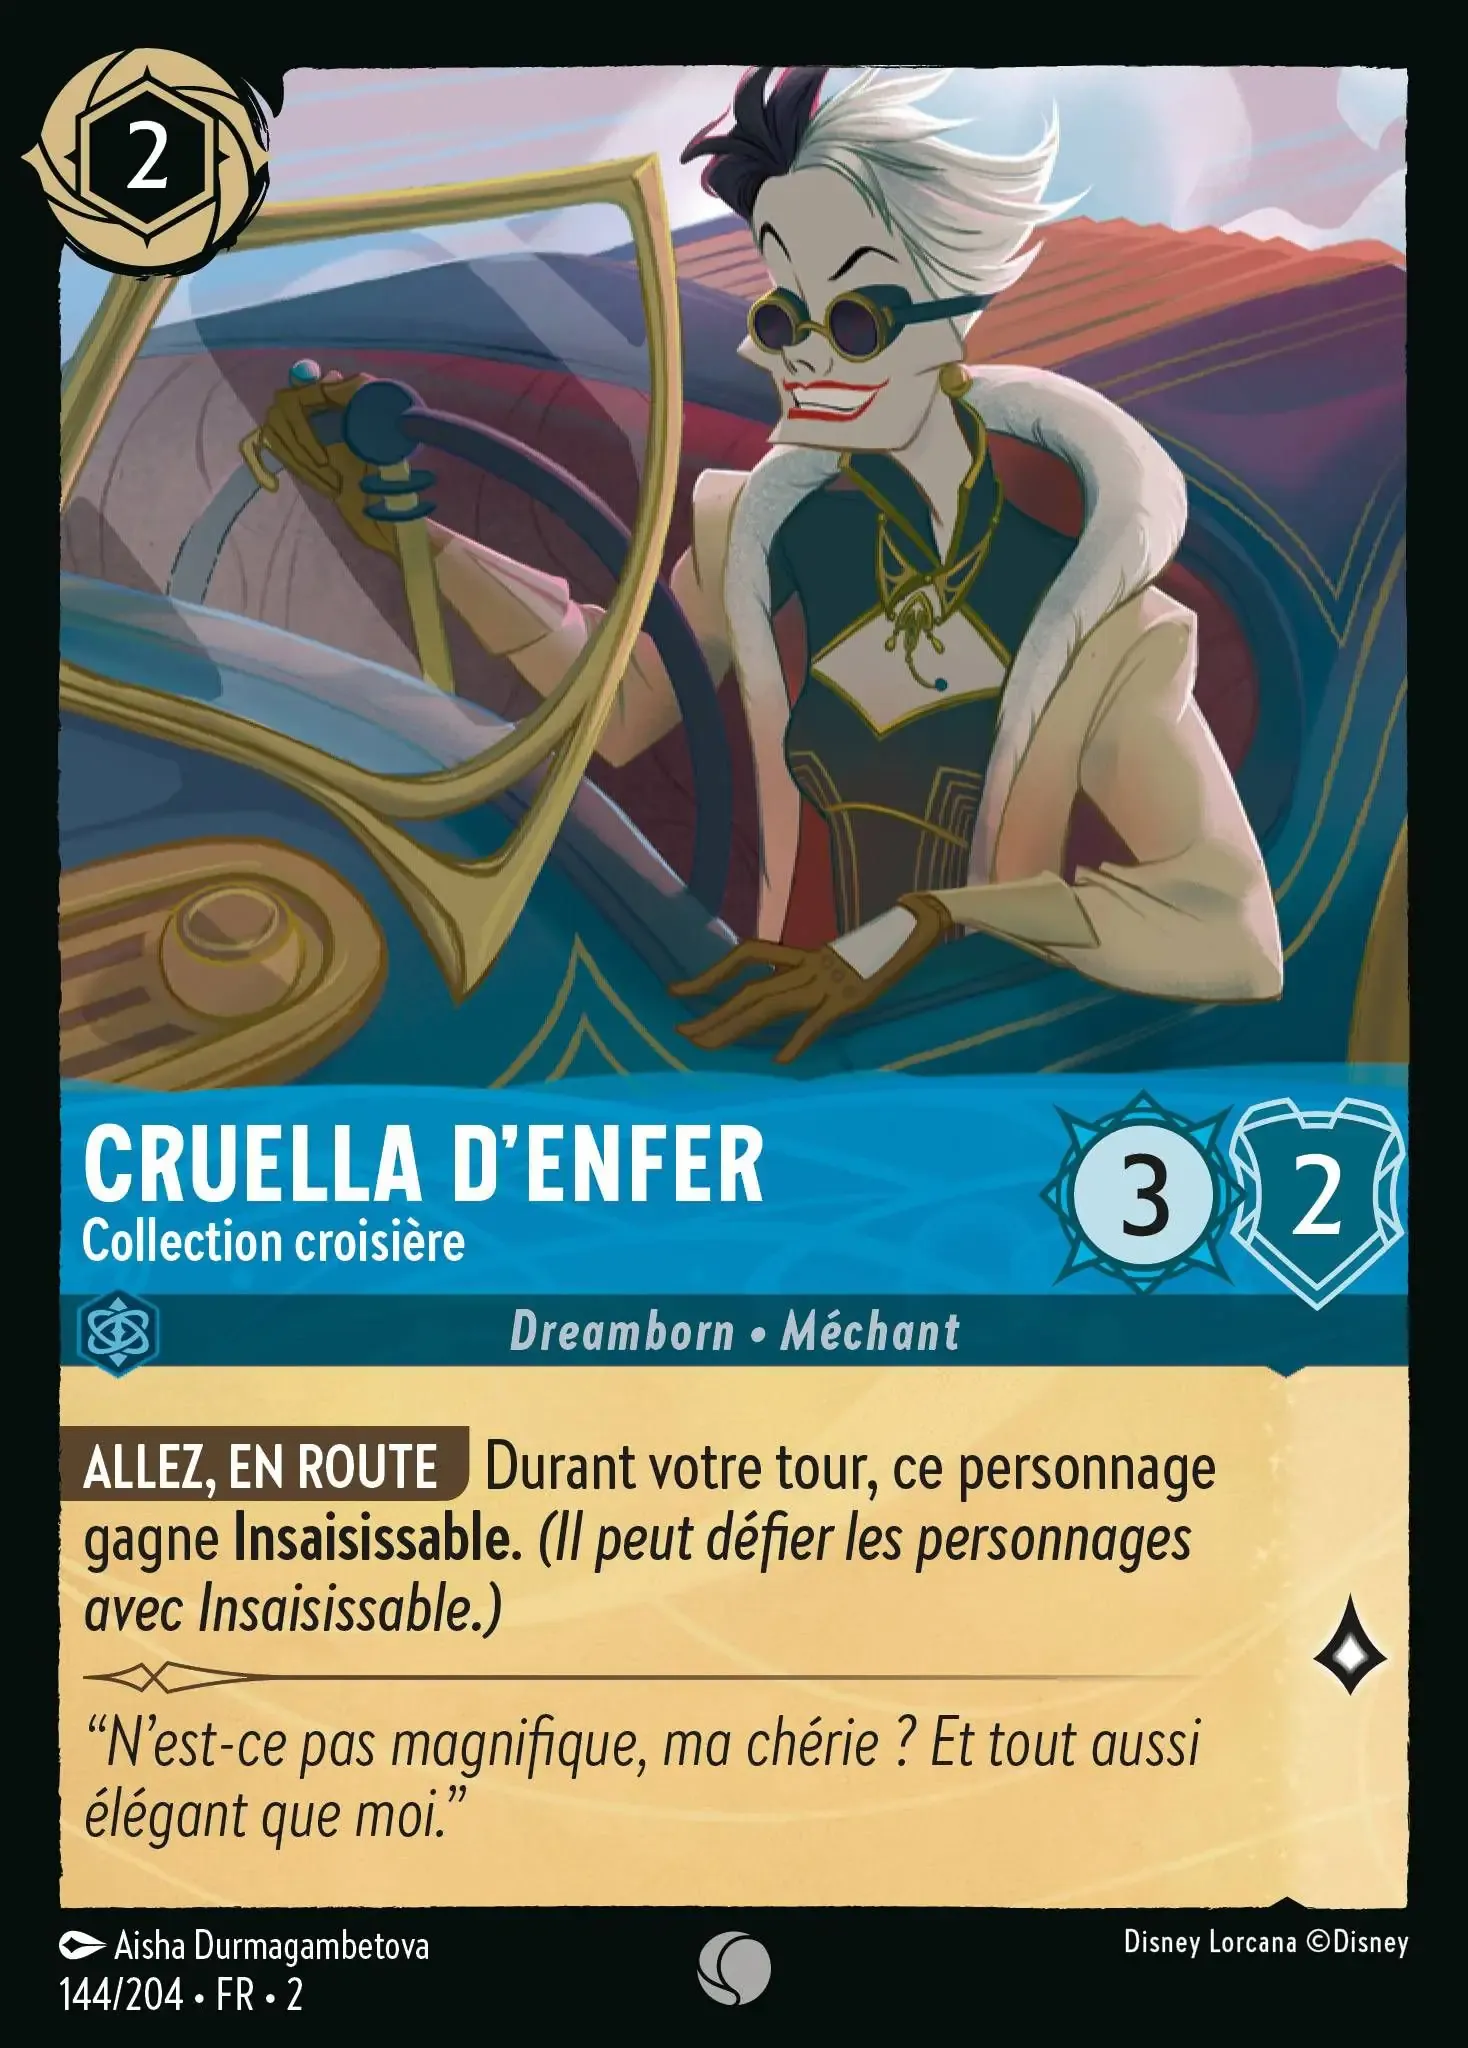 2
CRUELLA D’ENFER
Collection croisière
3
2
Dreamborn • Méchant
ALLEZ, EN ROUTE Durant votre tour, ce personnage
gagne Insaisissable. (Il peut défier les personnages
avec Insaisissable.)
“N’est-ce pas magnifique, ma chérie ? Et tout aussi
élégant que moi.”
Aisha Durmagambetova
Disney Lorcana ©Disney
144/204 • FR • 2